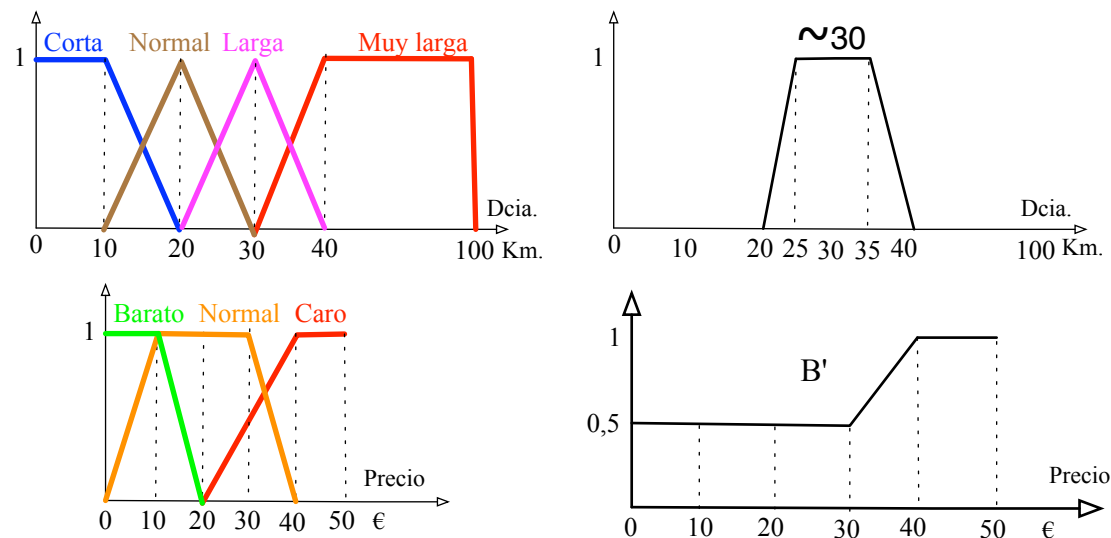 Corta Normal Larga Muy larga
1
Dcia.
0 10 20 30 40 100 Km.
~30
1
Dcia.
0 10 20 25 30 35 40 100 Km.
Barato Normal Caro
1
Precio
0 10 20 30 40 50 €
1
B'
0,5
Precio
0 10 20 30 40 50 €